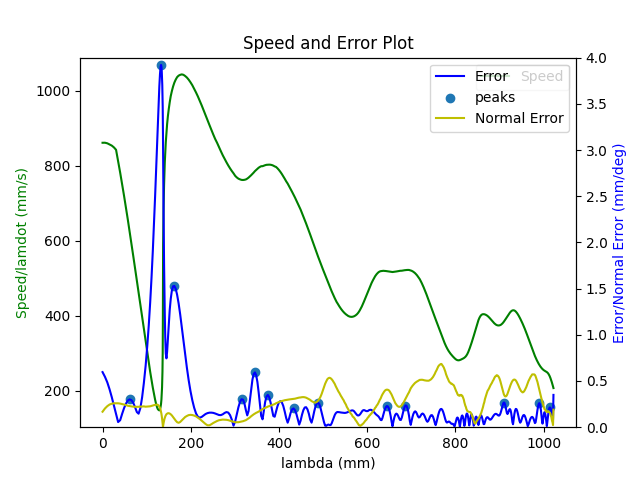 Speed and Error Plot
Error
Speed
peaks
Normal Error
Speed/lamdot (mm/s)
1000
800
600
400
200
4.0
3.5
3.0
2.5
2.0
1.5
1.0
0.5
0.0
Error/Normal Error (mm/deg)
0 200 400 600 800 1000
lambda (mm)